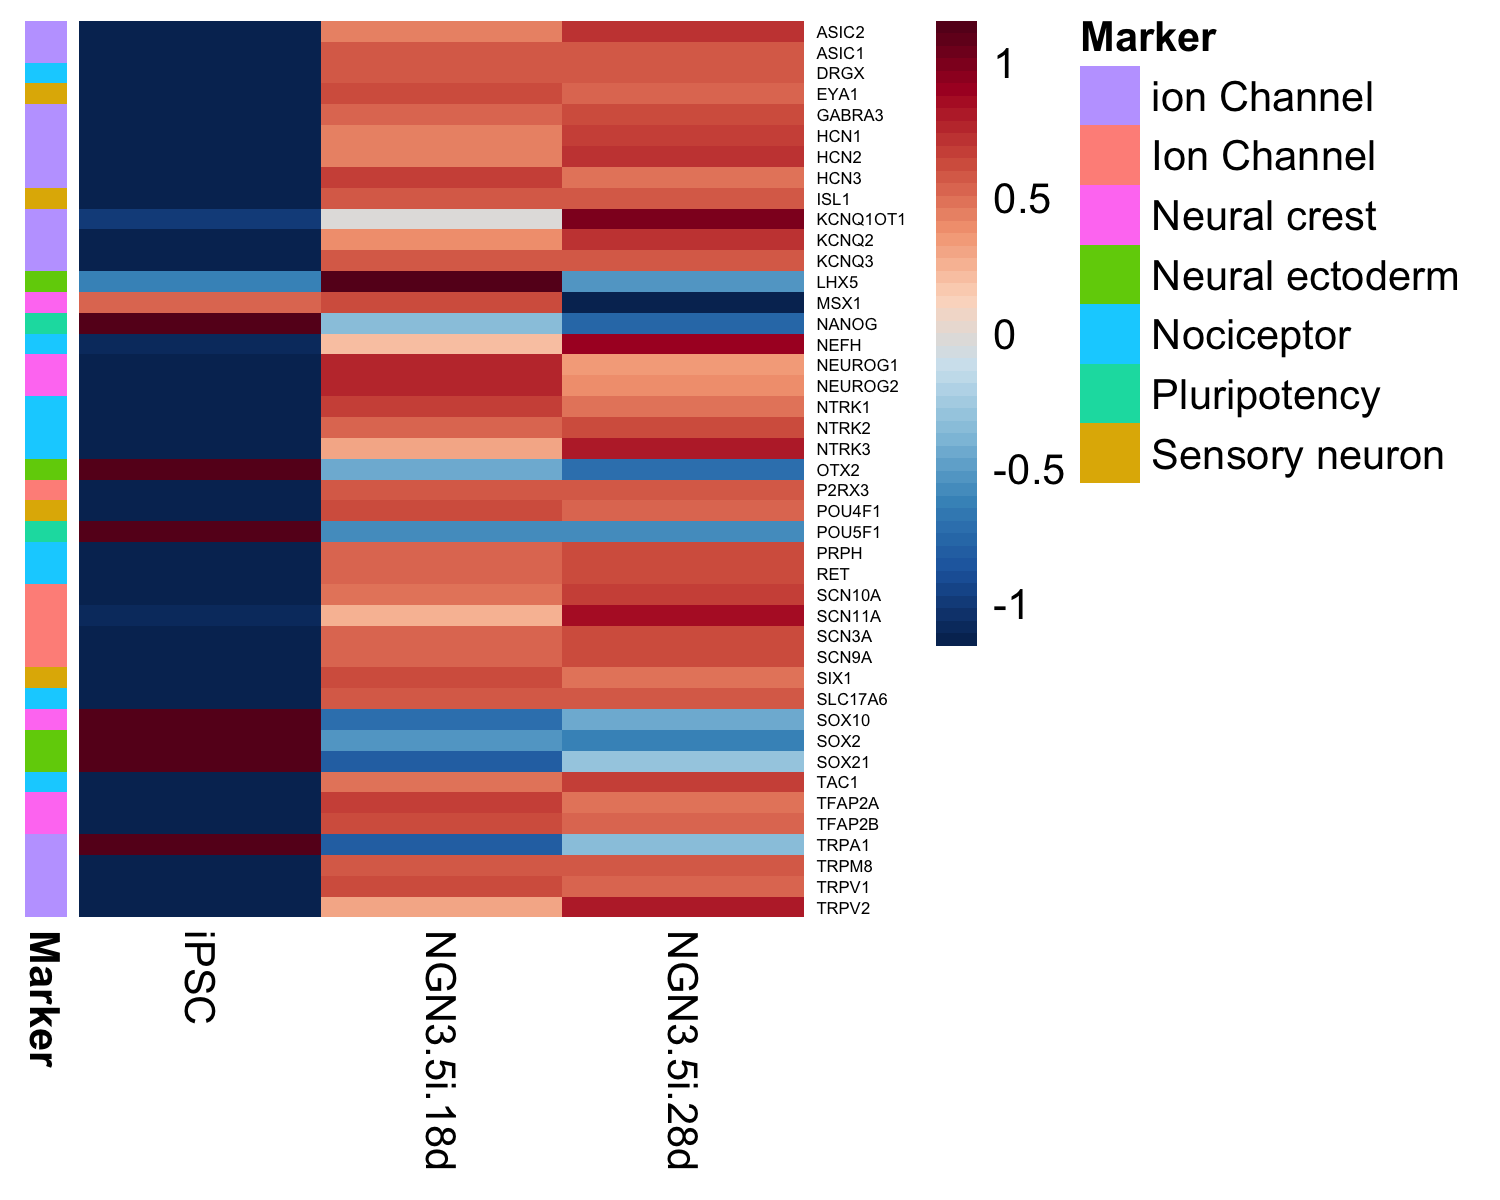 ASIC2
ASIC1
DRGX
EYA1
GABRA3
HCN1
HCN2
HCN3
ISL1
KCNQ1OT1
KCNQ2
KCNQ3
LHX5
MSX1
NANOG
NEFH
NEUROG1
NEUROG2
NTRK1
NTRK2
NTRK3
OTX2
P2RX3
POU4F1
POU5F1
PRPH
RET
SCN10A
SCN11A
SCN3A
SCN9A
SIX1
SLC17A6
SOX10
SOX2
SOX21
TAC1
TFAP2A
TFAP2B
TRPA1
TRPM8
TRPV1
TRPV2
1
0.5
0
-0.5
-1
Marker
ion Channel
Ion Channel
Neural crest
Neural ectoderm
Nociceptor
Pluripotency
Sensory neuron
Marker
iPSC
NGN3.5i.18d
NGN3.5i.28d